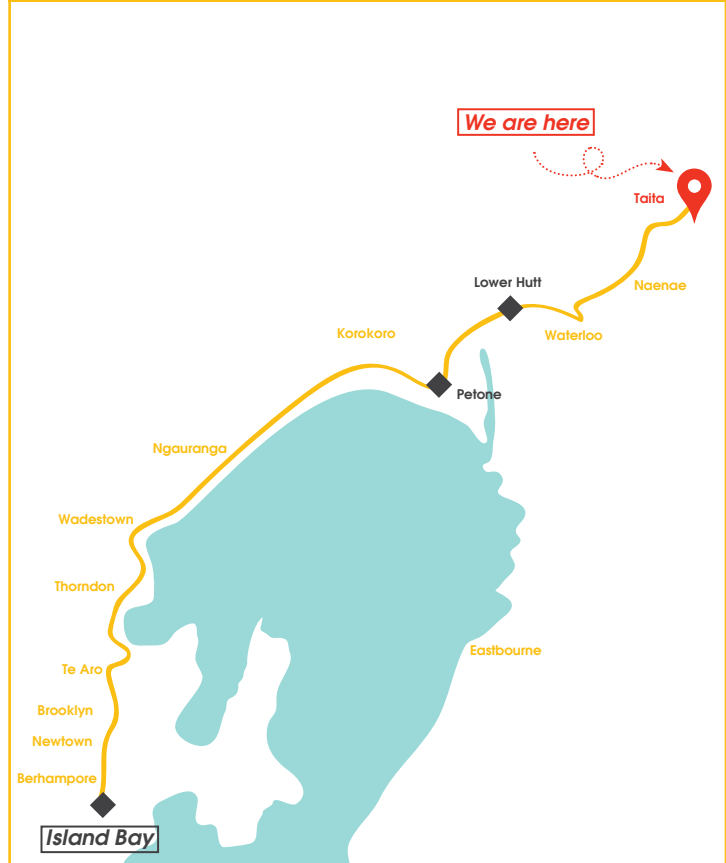 We are here
Taita
Lower Hutt
Naenae
Korokoro
Waterloo
Petone
Ngauranga
Wadestown
Thorndon
Eastbourne
Te Aro
Brooklyn
Newtown
Berhampore
Island Bay